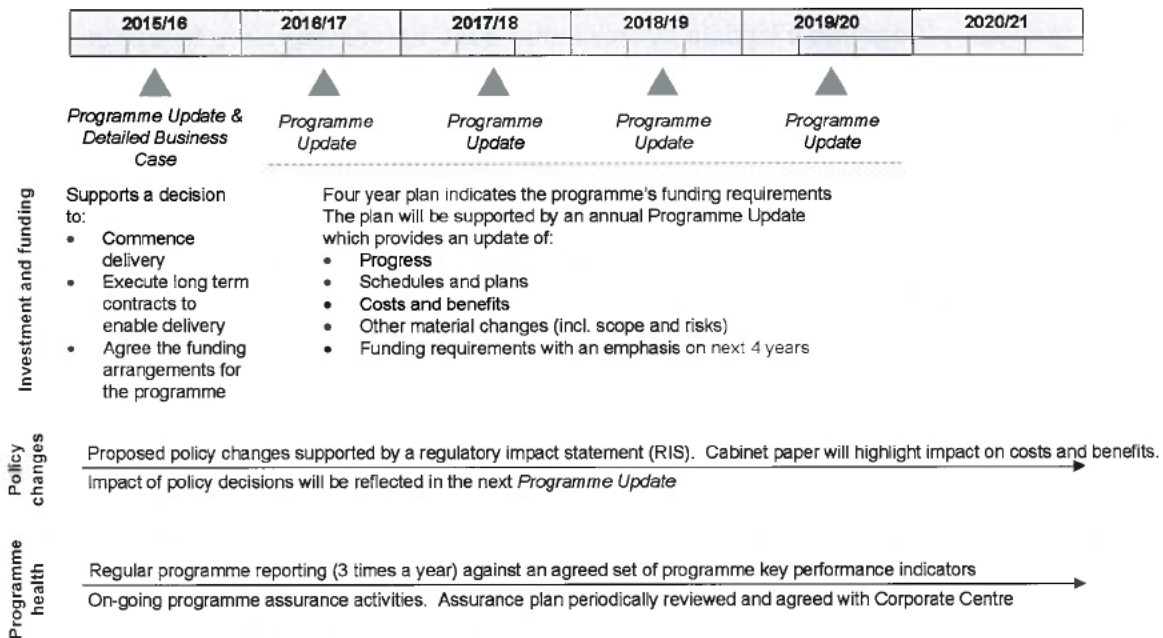 2015/16 2016/17 2017/18 2018/19 2019/20 2020/21
Programme Update &
Detailed Business
Case
Programme
Update
Programme
Update
Programme
Update
Programme
Update
Investment and funding
Supports a decision
to:
• Commence
delivery
• Execute long term
contracts to
enable delivery
• Agree the funding
arrangements for
the programme
Four year plan indicates the programme's funding requirements
The plan will be supported by an annual Programme Update
which provides an update of:
• Progress
• Schedules and plans
• Costs and benefits
• Other material changes (incl. scope and risks)
• Funding requirements with an emphasis on next 4 years
Policy
changes
Proposed policy changes supported by a regulatory impact statement (RIS). Cabinet paper will highlight impact on costs and benefits.
Impact of policy decisions will be reflected in the next Programme Update
Programme
health
Regular programme reporting (3 times a year) against an agreed set of programme key performance indicators
On-going programme assurance activities. Assurance plan periodically reviewed and agreed with Corporate Centre